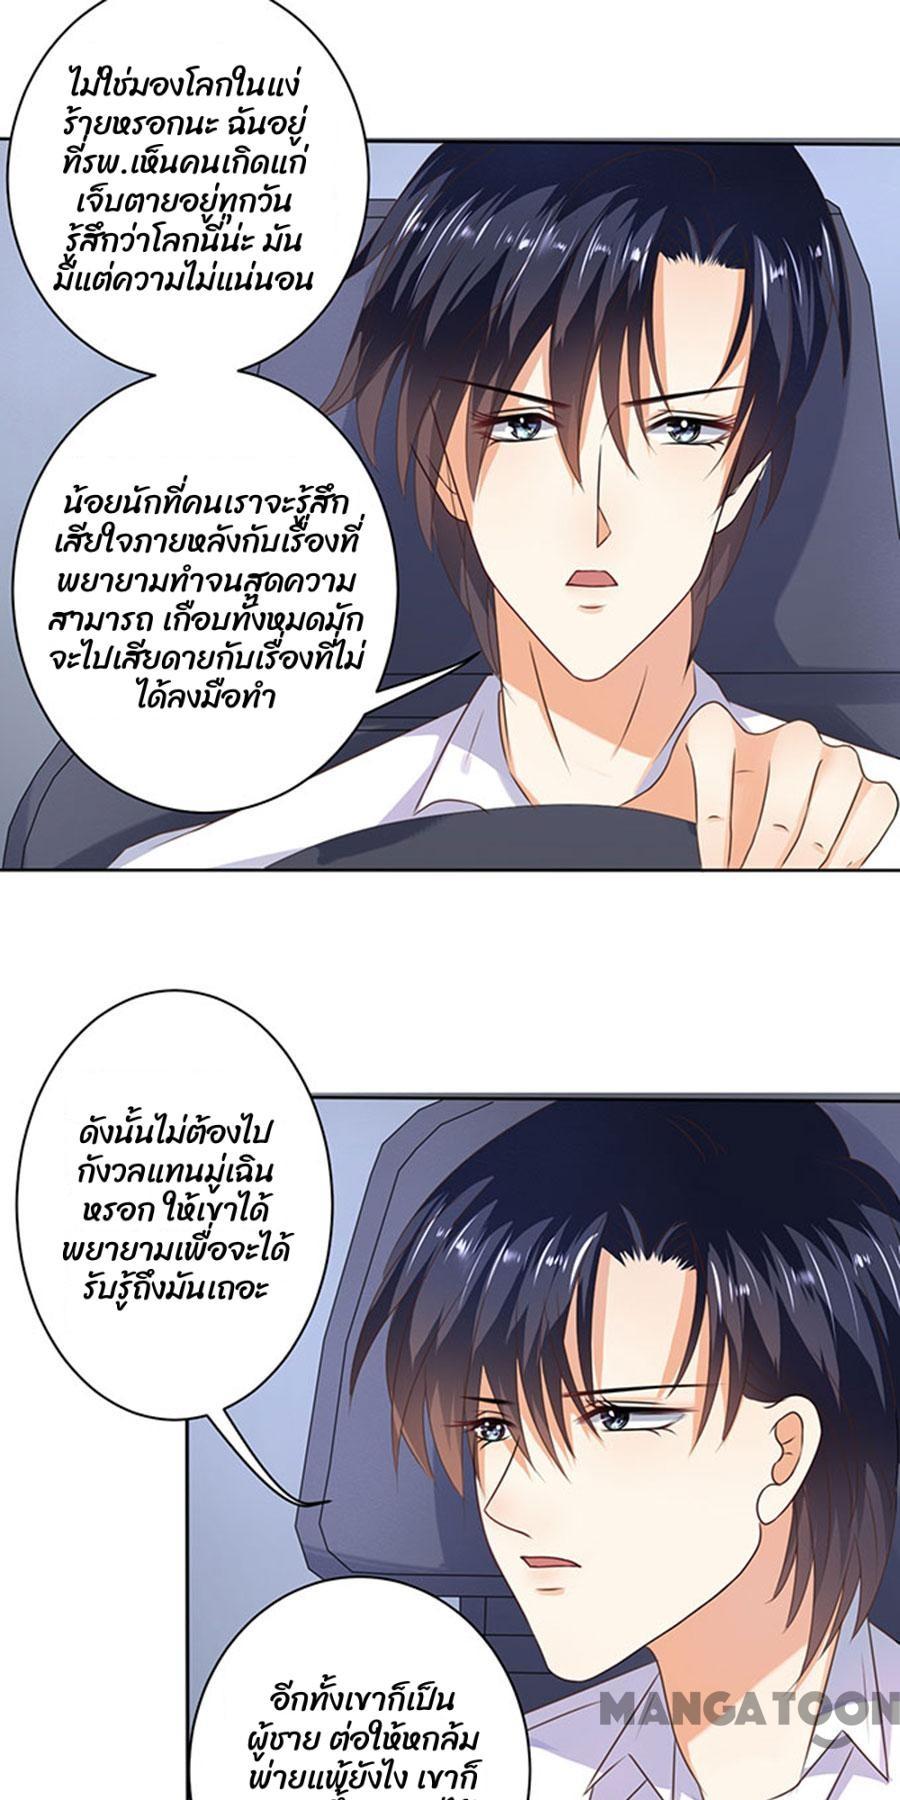 ไม่ใช่มองโลกในแง่
ร้ายหรอกนะ ฉันอยู่
ที่รพ.เห็นคนเกิดแก่
เจ็บตายอยู่ทุกวัน
รู้สึกว่าโลกนี้น่ะ มัน
มีแต่ความไม่แน่นอน
น้อยนักที่คนเราจะรู้สึก
เสียใจภายหลังกับเรื่องที่
พยายามทำจนสุดความ
สามารถ เกือบทั้งหมดมัก
จะไปเสียดายกับเรื่องที่ไม่
ได้ลงมือทำ
ดังนั้นไม่ต้องไป
กังวลแทนมู่เฉิน
หรอก ให้เขาได้
พยายามเพื่อจะได้
รับรู้ถึงมันเถอะ
อีกทั้งเขาก็เป็น
ผู้ชาย ต่อให้หกล้ม
พ่ายแพ้ยังไง เขาก็
MANGATOON